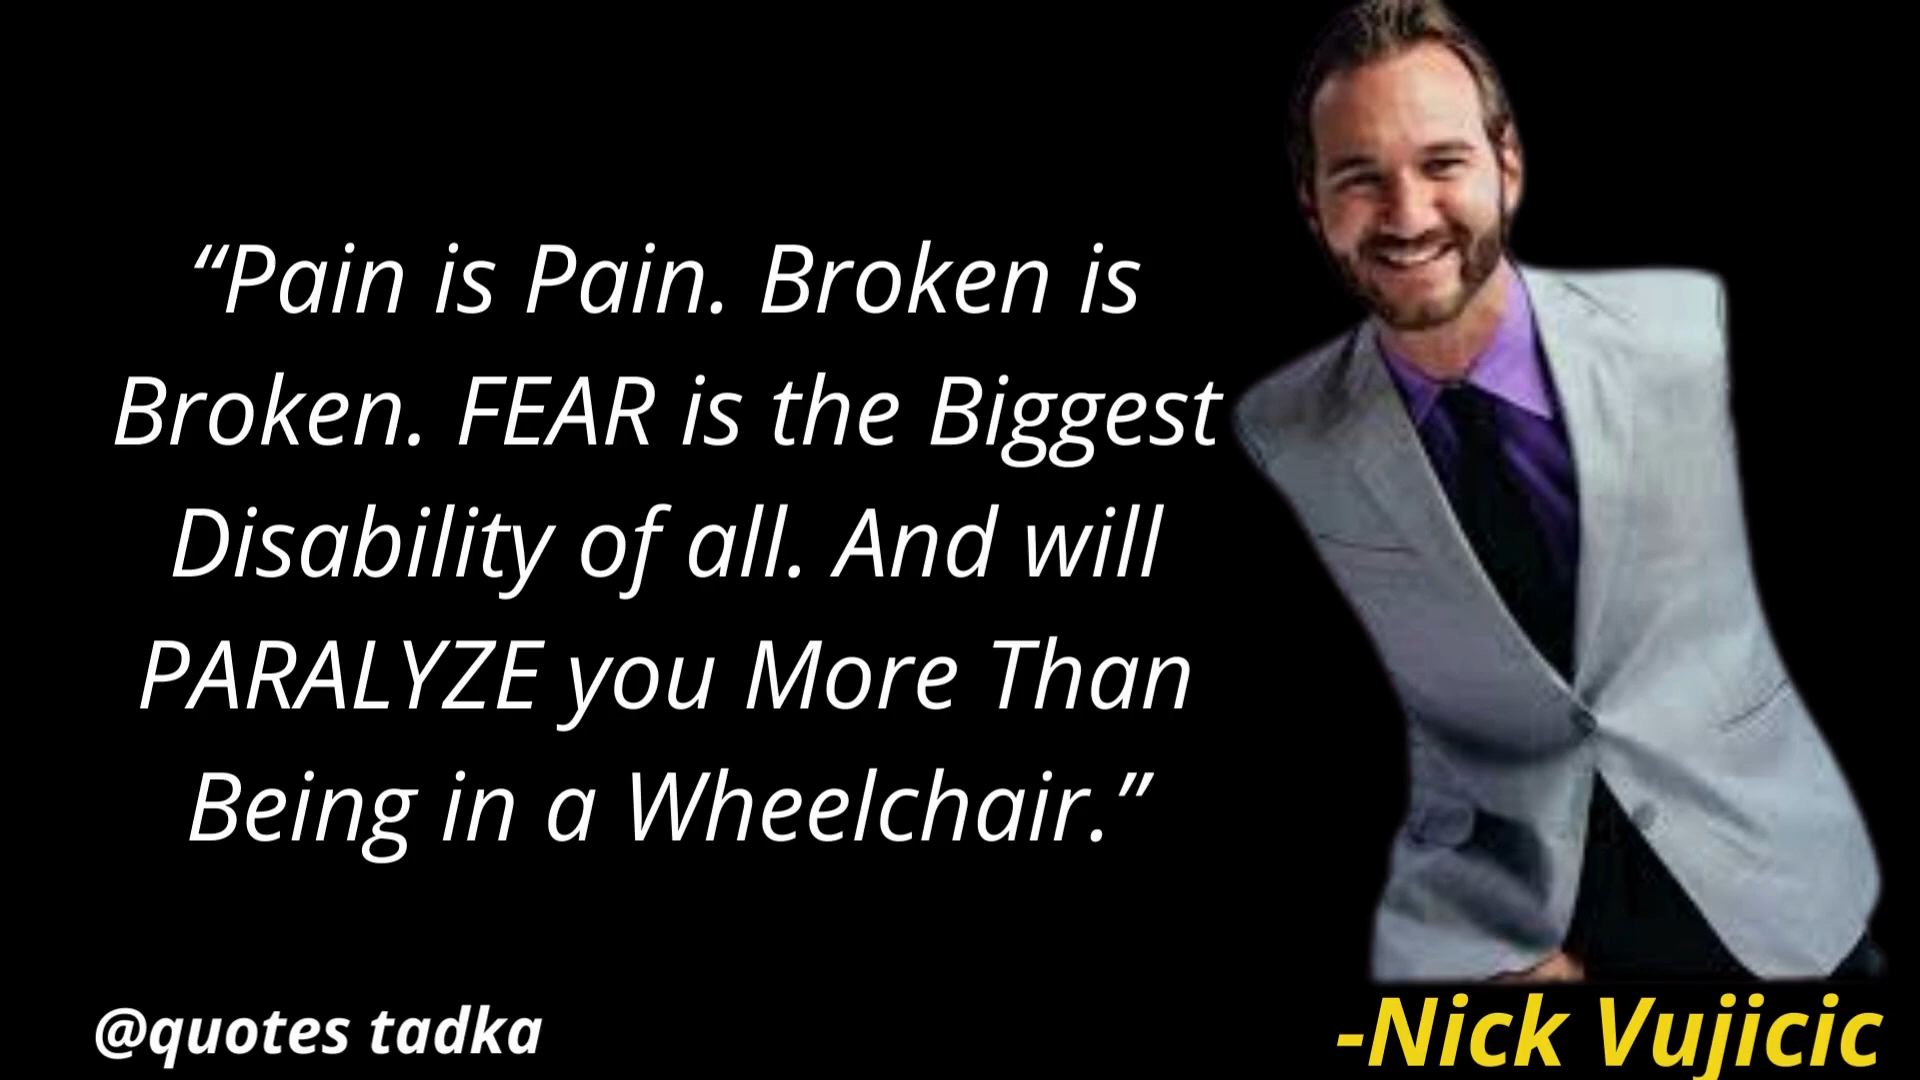 “Pain is Pain. Broken is
Broken. FEAR is the Biggest
Disability of all. And will
PARALYZE you More Than
Being in a Wheelchair.”
@quotes tadka
-Nick Vujicic